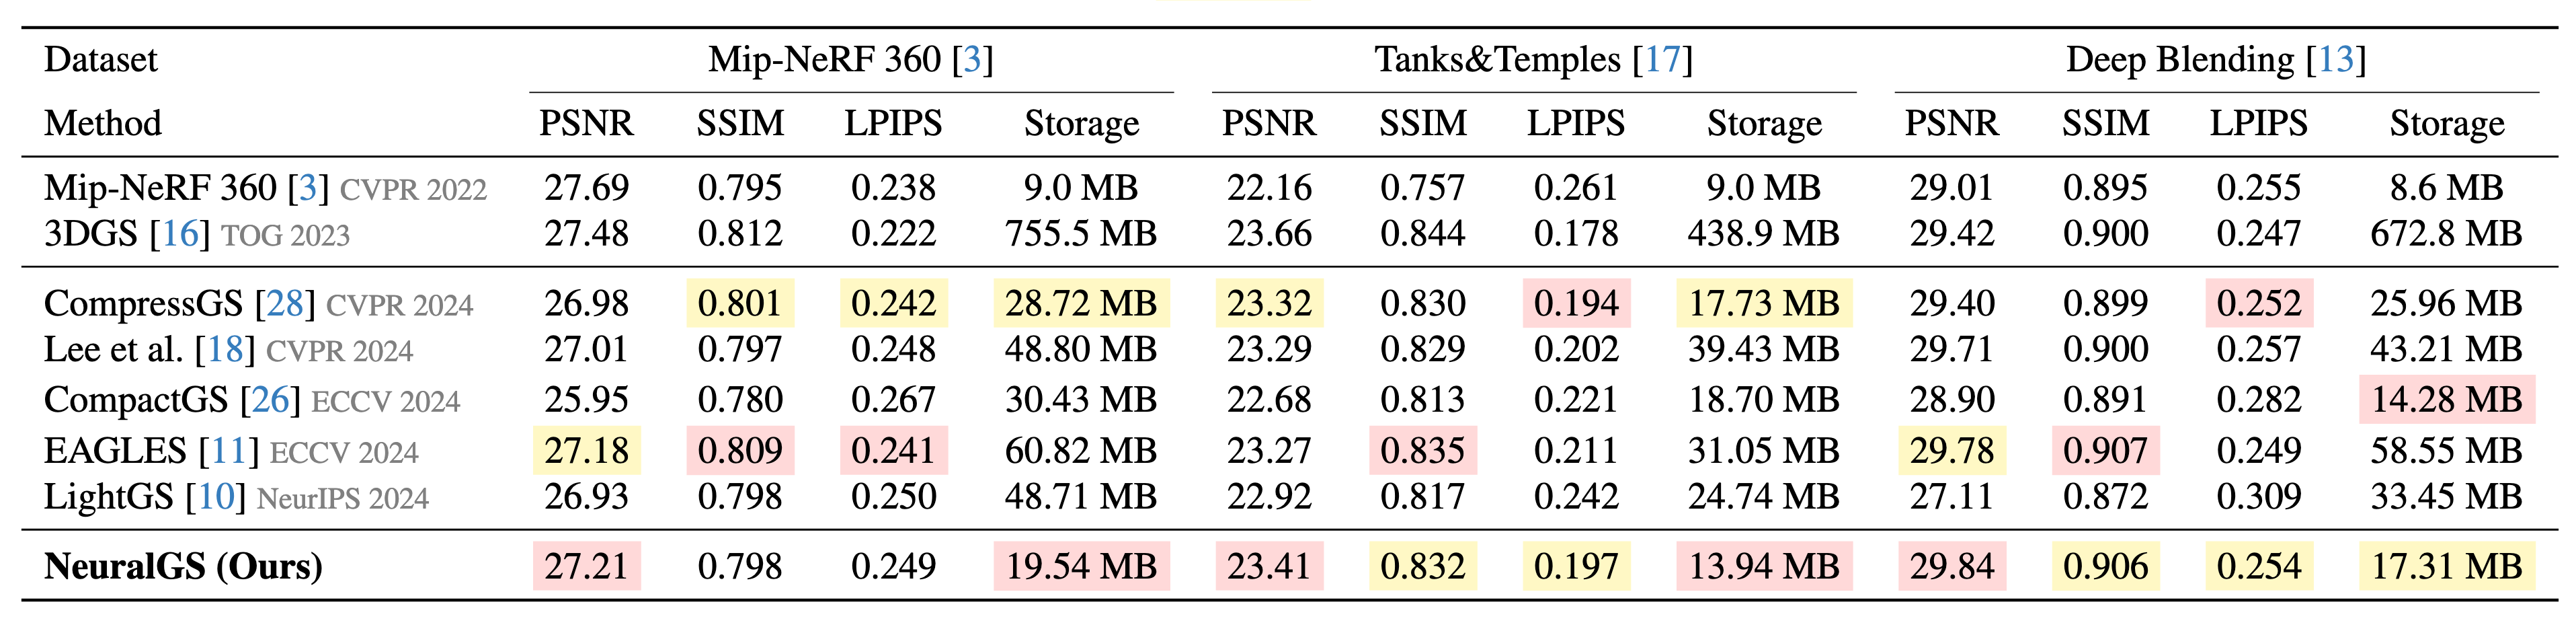 Dataset Mip-NeRF 360 [3] Tanks&Temples [17] Deep Blending [13]
Method PSNR SSIM LPIPS Storage PSNR SSIM LPIPS Storage PSNR SSIM LPIPS Storage
Mip-NeRF 360 [3] CVPR 2022 27.69 0.795 0.238 9.0 MB 22.16 0.757 0.261 9.0 MB 29.01 0.895 0.255 8.6 MB
3DGS [16] TOG 2023 27.48 0.812 0.222 755.5 MB 23.66 0.844 0.178 438.9 MB 29.42 0.900 0.247 672.8 MB
CompressGS [28] CVPR 2024 26.98 0.801 0.242 28.72 MB 23.32 0.830 0.194 17.73 MB 29.40 0.899 0.252 25.96 MB
Lee et al. [18] CVPR 2024 27.01 0.797 0.248 48.80 MB 23.29 0.829 0.202 39.43 MB 29.71 0.900 0.257 43.21 MB
CompactGS [26] ECCV 2024 25.95 0.780 0.267 30.43 MB 22.68 0.813 0.221 18.70 MB 28.90 0.891 0.282 14.28 MB
EAGLES [11] ECCV 2024 27.18 0.809 0.241 60.82 MB 23.27 0.835 0.211 31.05 MB 29.78 0.907 0.249 58.55 MB
LightGS [10] NeurIPS 2024 26.93 0.798 0.250 48.71 MB 22.92 0.817 0.242 24.74 MB 27.11 0.872 0.309 33.45 MB
NeuralGS (Ours) 27.21 0.798 0.249 19.54 MB 23.41 0.832 0.197 13.94 MB 29.84 0.906 0.254 17.31 MB